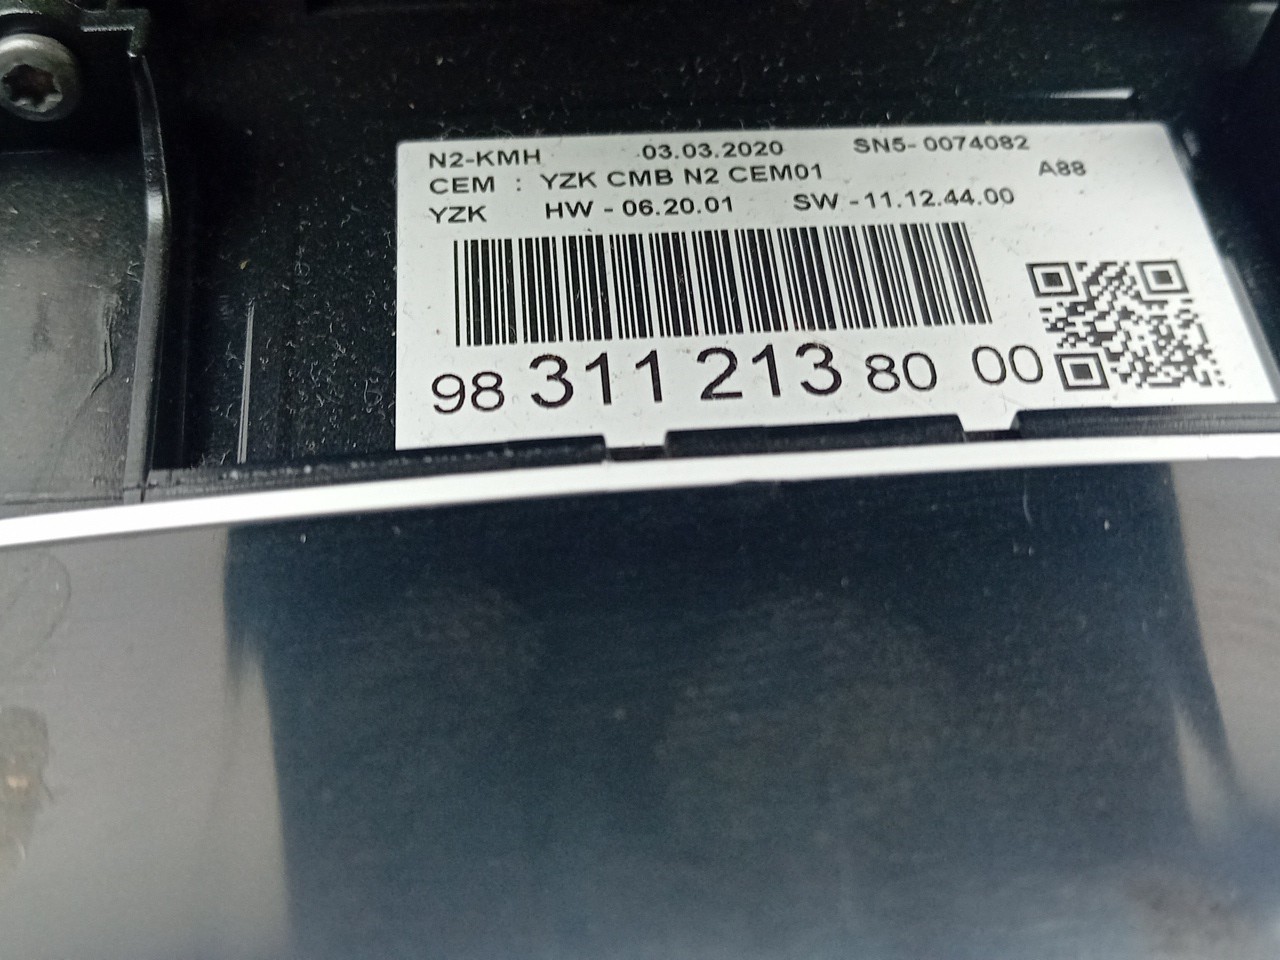 N2-KMH 03.03.2020 SN5- 0074082
CEM : YZK CMB N2 CEM01 A88
YZK HW - 06.20.01 SW -11.12.44.00
98 311 213 80 00